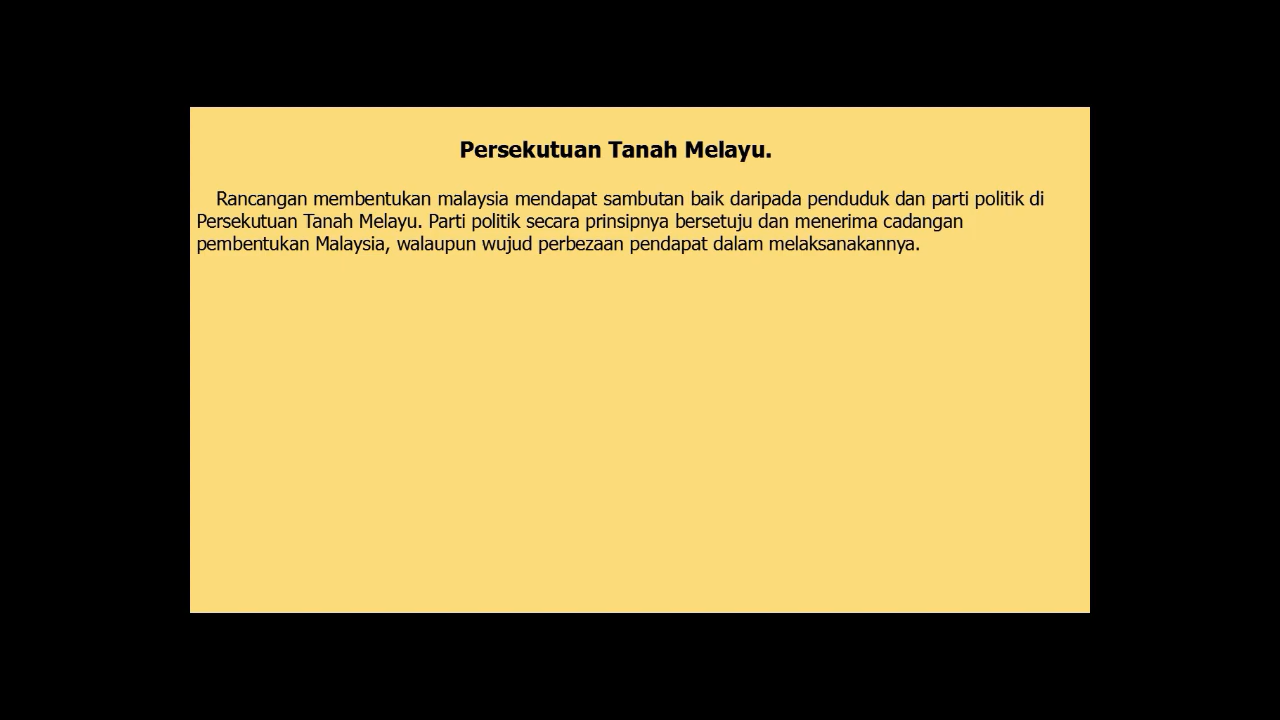 Persekutuan Tanah Melayu.
Rancangan membentukan malaysia mendapat sambutan baik daripada penduduk dan parti politik di
Persekutuan Tanah Melayu. Parti politik secara prinsipnya bersetuju dan menerima cadangan
pembentukan Malaysia, walaupun wujud perbezaan pendapat dalam melaksanakannya.